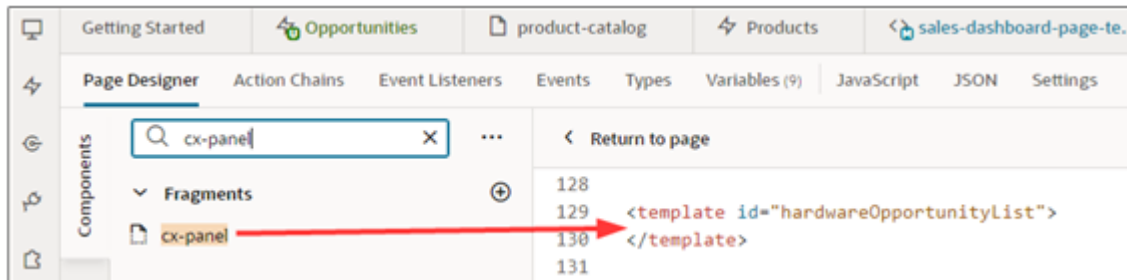 Getting Started Opportunities product-catalog Products sales-dashboard-page-te...
Page Designer Action Chains Event Listeners Events Types Variables (9) JavaScript JSON Settings
Components
cx-panel
Return to page
Fragments
cx-panel
128
129 <template id="hardwareOpportunityList">
130 </template>
131